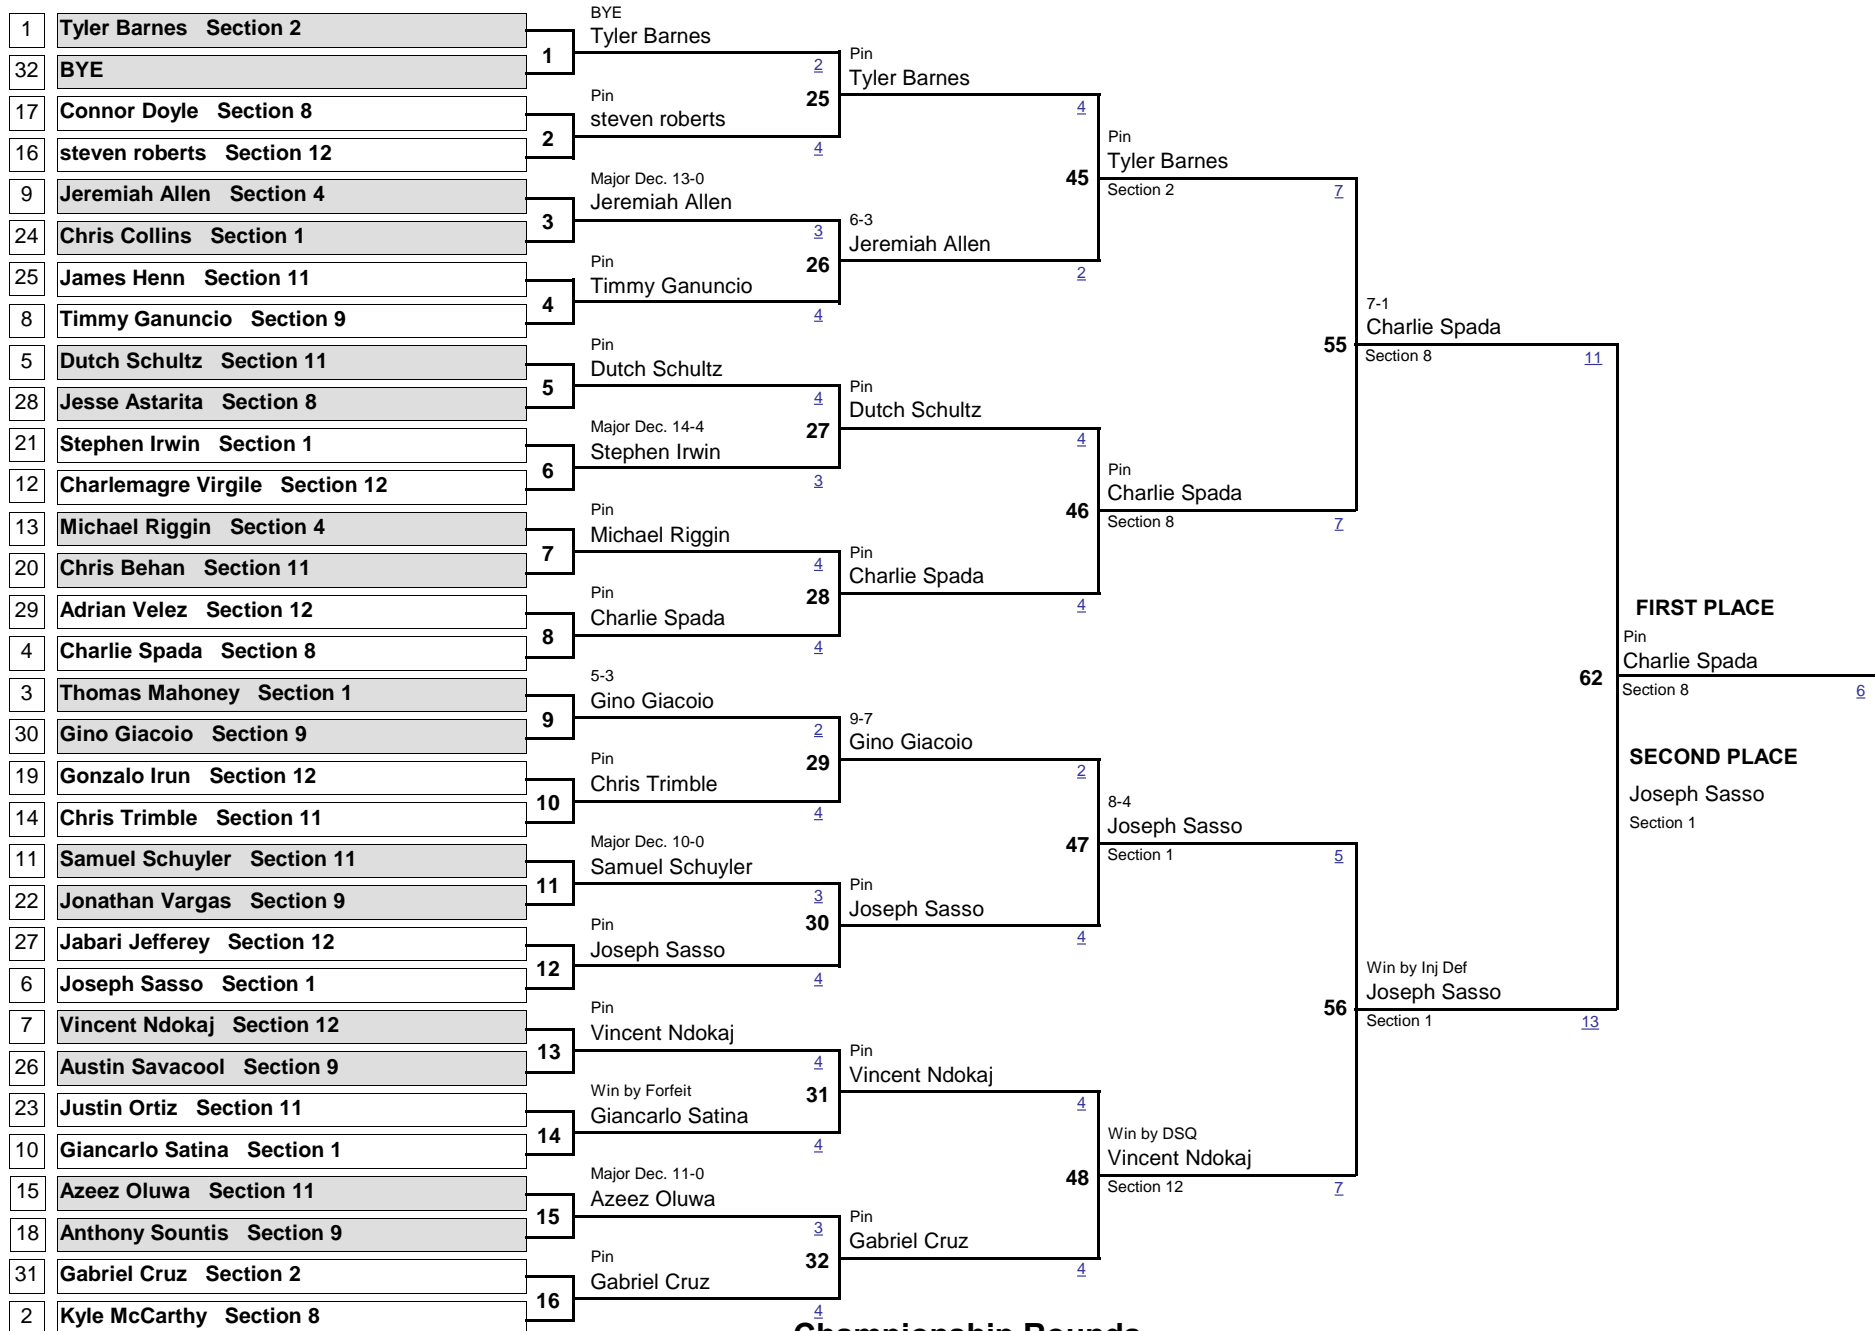 1 Tyler Barnes Section 2
32 BYE
17 Connor Doyle Section 8
16 steven roberts Section 12
9 Jeremiah Allen Section 4
24 Chris Collins Section 1
25 James Henn Section 11
8 Timmy Ganuncio Section 9
5 Dutch Schultz Section 11
28 Jesse Astarita Section 8
21 Stephen Irwin Section 1
12 Charlemagre Virgile Section 12
13 Michael Riggin Section 4
20 Chris Behan Section 11
29 Adrian Velez Section 12
4 Charlie Spada Section 8
3 Thomas Mahoney Section 1
30 Gino Giacoio Section 9
19 Gonzalo Irun Section 12
14 Chris Trimble Section 11
11 Samuel Schuyler Section 11
22 Jonathan Vargas Section 9
27 Jabari Jefferey Section 12
6 Joseph Sasso Section 1
7 Vincent Ndokaj Section 12
26 Austin Savacool Section 9
23 Justin Ortiz Section 11
10 Giancarlo Satina Section 1
15 Azeez Oluwa Section 11
18 Anthony Sountis Section 9
31 Gabriel Cruz Section 2
2 Kyle McCarthy Section 8
BYE
1 Tyler Barnes
2
Pin
2 steven roberts
4
Major Dec. 13-0
3 Jeremiah Allen
3
Pin
4 Timmy Ganuncio
4
Pin
5 Dutch Schultz
4
Major Dec. 14-4
6 Stephen Irwin
3
Pin
7 Michael Riggin
4
Pin
8 Charlie Spada
4
5-3
9 Gino Giacoio
2
Pin
10 Chris Trimble
4
Major Dec. 10-0
11 Samuel Schuyler
3
Pin
12 Joseph Sasso
4
Pin
13 Vincent Ndokaj
4
Win by Forfeit
14 Giancarlo Satina
4
Major Dec. 11-0
15 Azeez Oluwa
3
Pin
16 Gabriel Cruz
4
Pin
25 Tyler Barnes
4
6-3
26 Jeremiah Allen
2
Pin
27 Dutch Schultz
4
Pin
28 Charlie Spada
4
9-7
29 Gino Giacoio
2
Pin
30 Joseph Sasso
4
Pin
31 Vincent Ndokaj
4
Pin
32 Gabriel Cruz
4
Pin
Tyler Barnes
45 Section 2 7
Pin
Charlie Spada
46 Section 8 7
8-4
Joseph Sasso
47 Section 1 5
Win by DSQ
Vincent Ndokaj
48 Section 12 7
7-1
Charlie Spada
55 Section 8 11
Win by Inj Def
Joseph Sasso
56 Section 1 13
FIRST PLACE
Pin
Charlie Spada
62 Section 8 6
SECOND PLACE
Joseph Sasso
Section 1
Championship Rounds